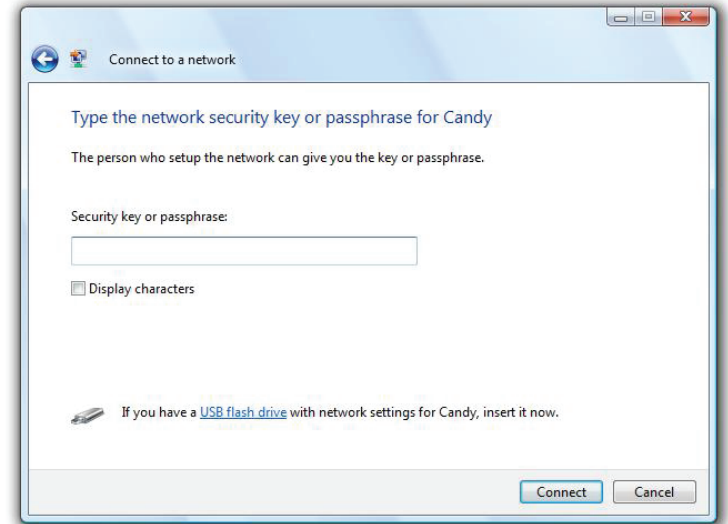 Connect to a network
Type the network security key or passphrase for Candy
The person who setup the network can give you the key or passphrase.
Security key or passphrase:
Display characters
If you have a USB flash drive with network settings for Candy, insert it now.
Connect
Cancel